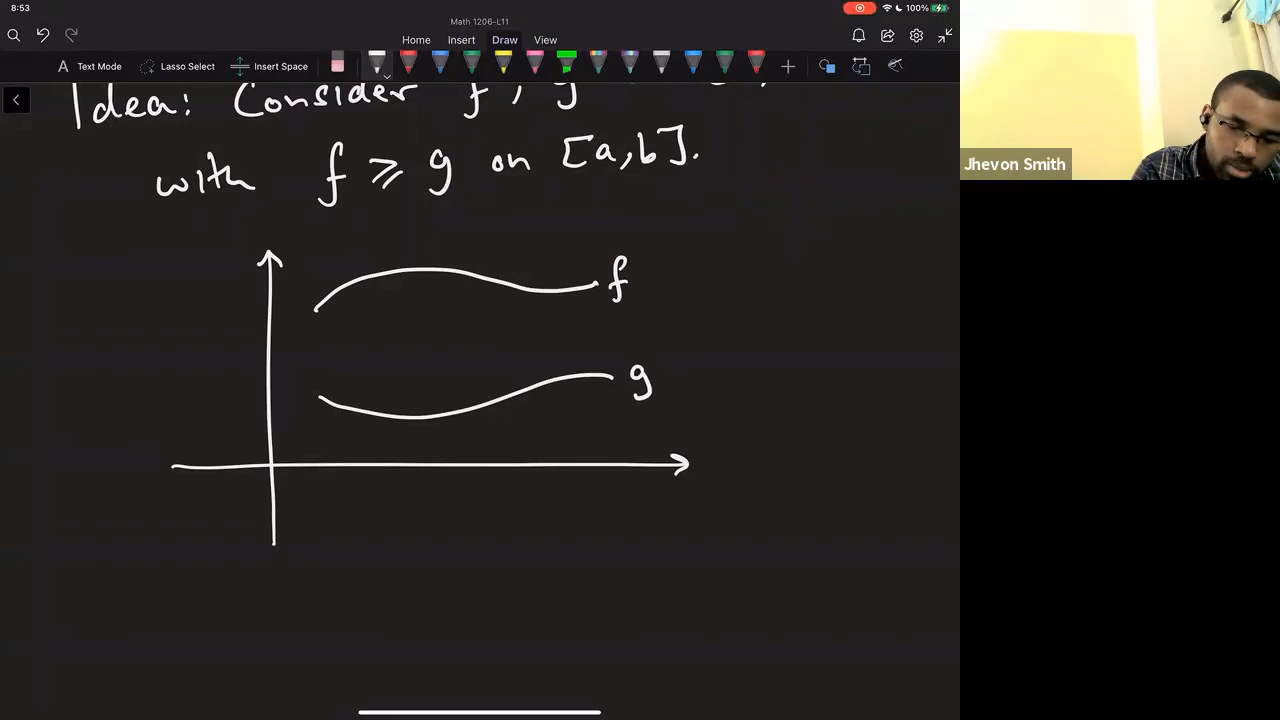 8:53
100%
Math 1206-L11
Home Insert Draw View
Text Mode Lasso Select Insert Space
Idea: Consider f, g
with f ⩾ g on [a,b].
f
g
Jhevon Smith